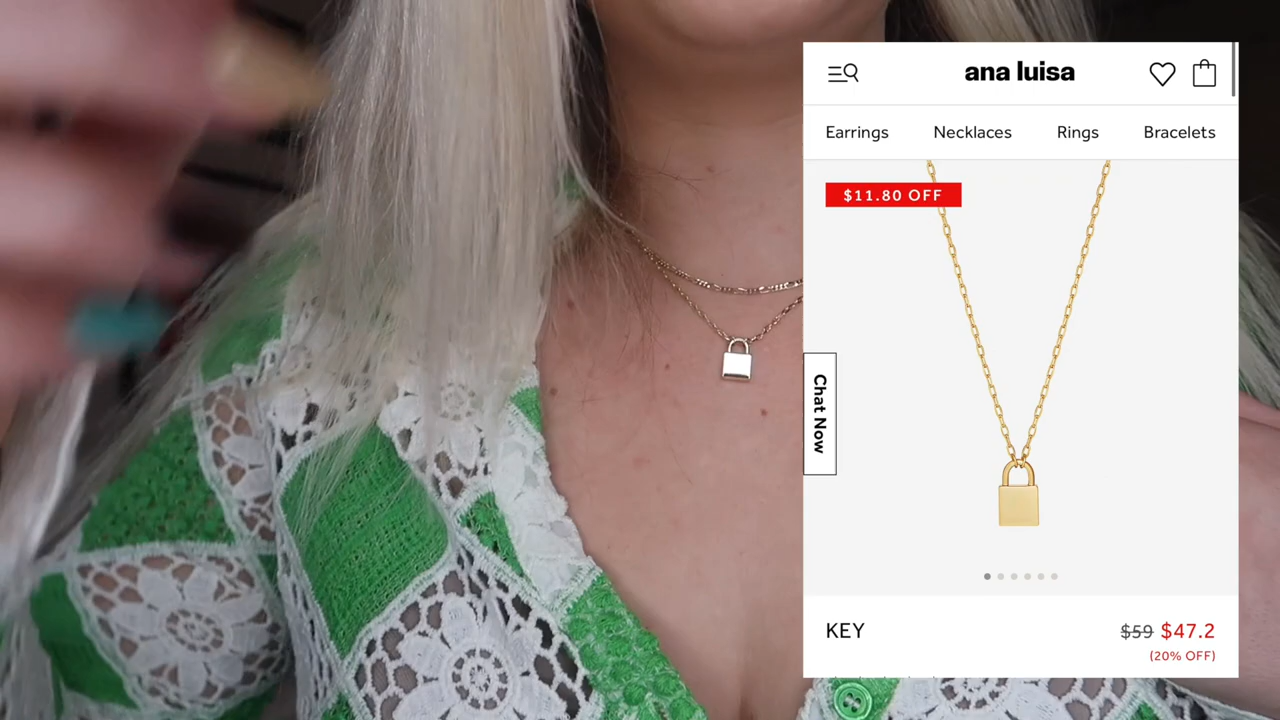 ana luisa
Earrings Necklaces Rings Bracelets
$11.80 OFF
Chat Now
KEY $59 $47.2
(20% OFF)